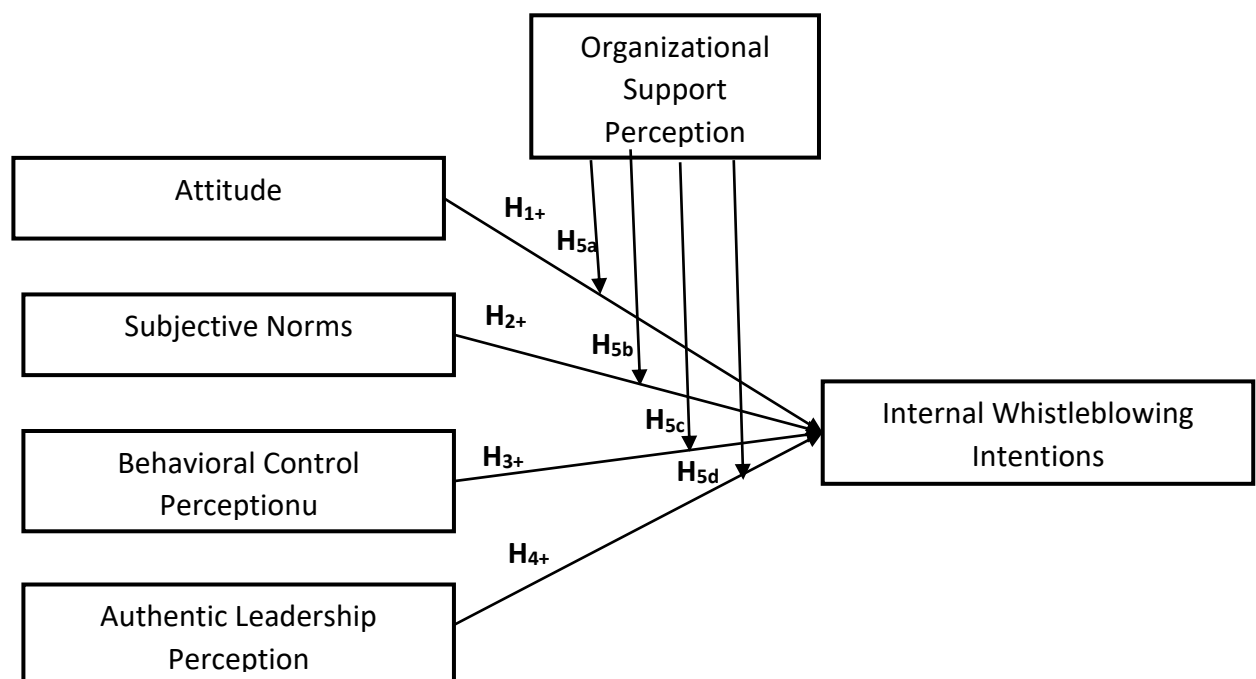 Organizational
Support
Perception
Attitude
H1+
H5a
Subjective Norms
H2+
H5b
Internal Whistleblowing
Intentions
H5c
Behavioral Control
Perceptionu
H3+
H5d
H4+
Authentic Leadership
Perception